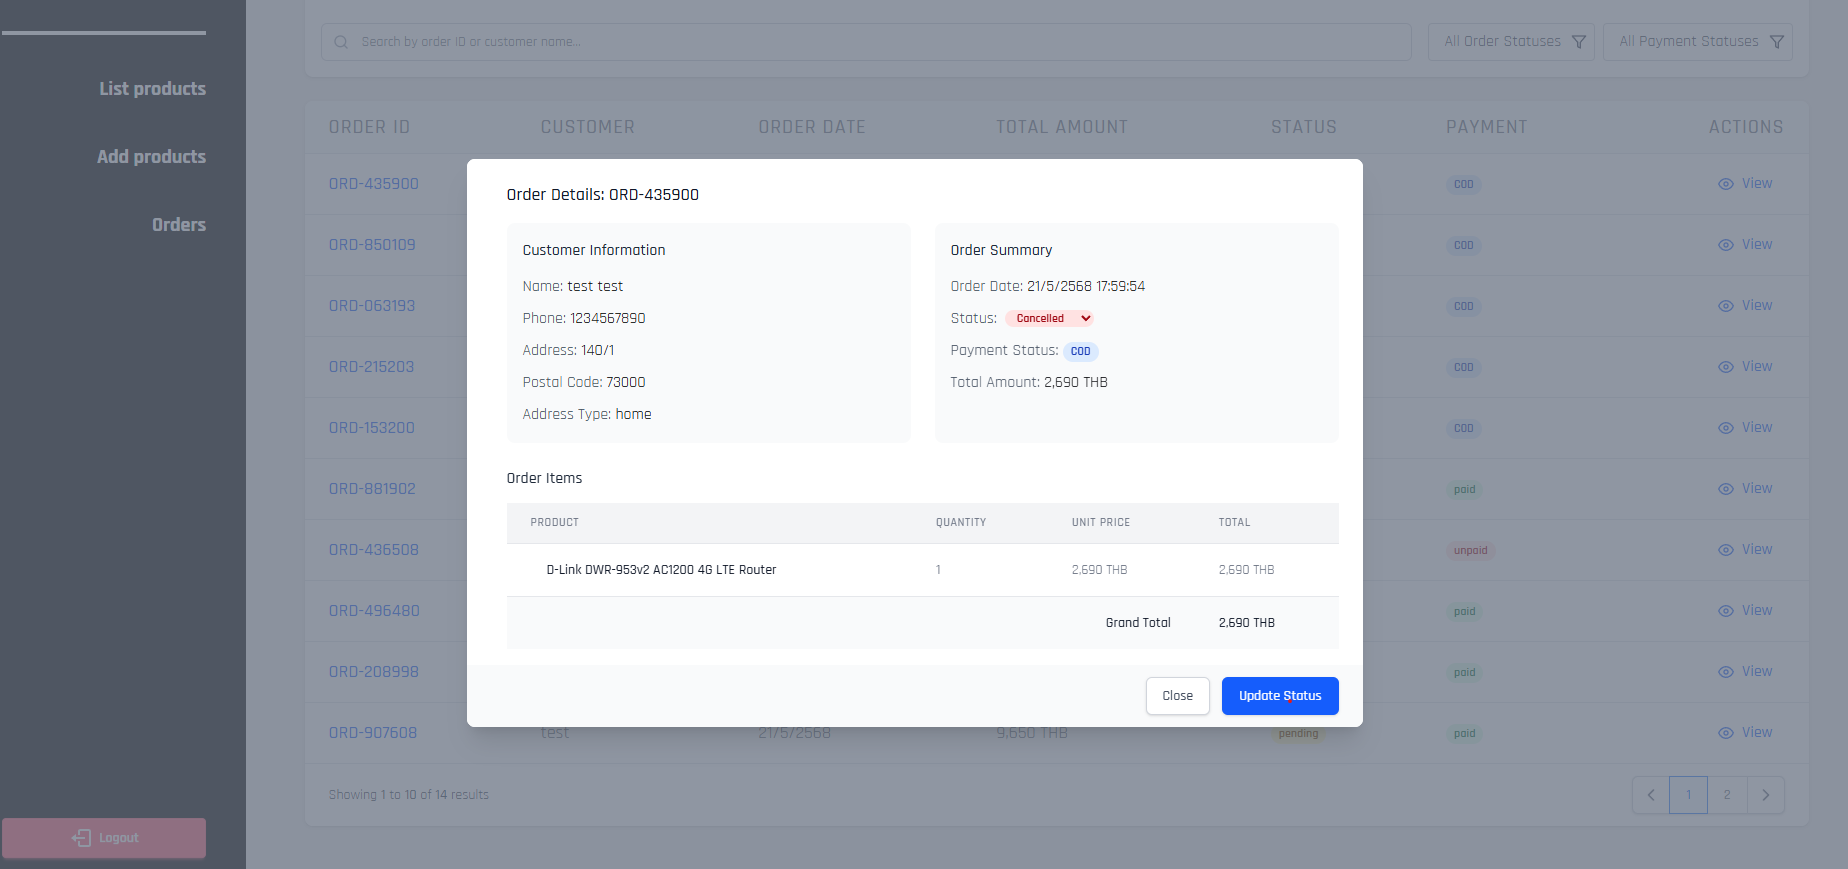 Search by order ID or customer name...
All Order Statuses
All Payment Statuses
List products
Add products
Orders
Logout
ORDER ID CUSTOMER ORDER DATE TOTAL AMOUNT STATUS PAYMENT ACTIONS
ORD-435900 COD View
ORD-850109 COD View
ORD-063193 COD View
ORD-215203 COD View
ORD-153200 COD View
ORD-881902 paid View
ORD-436508 unpaid View
ORD-496480 paid View
ORD-208998 paid View
ORD-907608 test 21/5/2568 9,650 THB pending paid View
Showing 1 to 10 of 14 results
1 2
Order Details: ORD-435900
Customer Information
Name: test test
Phone: 1234567890
Address: 140/1
Postal Code: 73000
Address Type: home
Order Summary
Order Date: 21/5/2568 17:59:54
Status: Cancelled
Payment Status: COD
Total Amount: 2,690 THB
Order Items
PRODUCT QUANTITY UNIT PRICE TOTAL
D-Link DWR-953v2 AC1200 4G LTE Router 1 2,690 THB 2,690 THB
Grand Total 2,690 THB
Close
Update Status